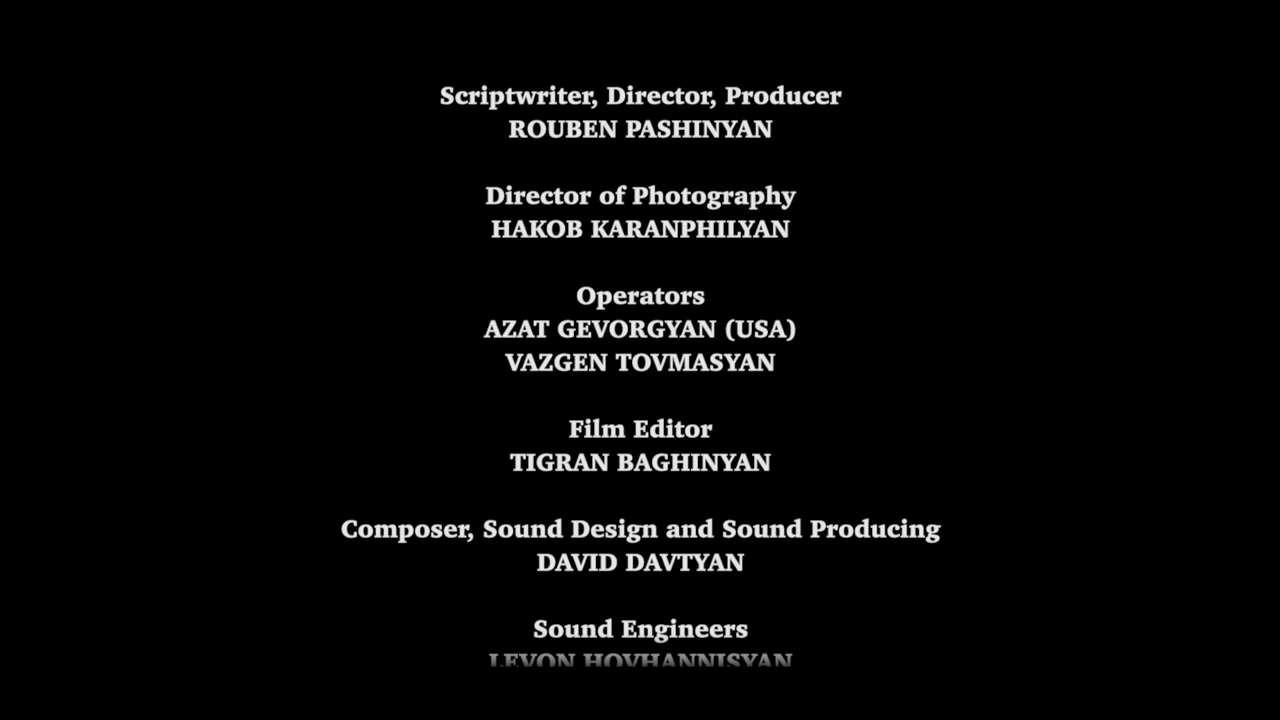 Scriptwriter, Director, Producer
ROUBEN PASHINYAN
Director of Photography
HAKOB KARANPHILYAN
Operators
AZAT GEVORGYAN (USA)
VAZGEN TOVMASYAN
Film Editor
TIGRAN BAGHINYAN
Composer, Sound Design and Sound Producing
DAVID DAVTYAN
Sound Engineers
LEVON HOVHANNISYAN